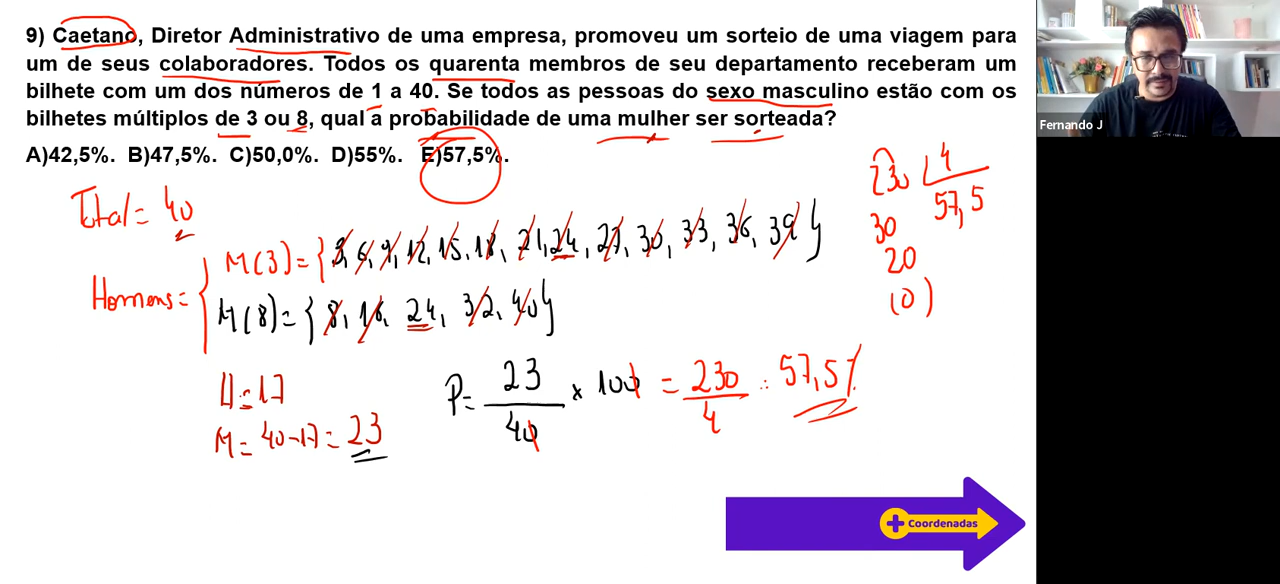 9) Caetano, Diretor Administrativo de uma empresa, promoveu um sorteio de uma viagem para
um de seus colaboradores. Todos os quarenta membros de seu departamento receberam um
bilhete com um dos números de 1 a 40. Se todos as pessoas do sexo masculino estão com os
bilhetes múltiplos de 3 ou 8, qual a probabilidade de uma mulher ser sorteada?
A)42,5%. B)47,5%. C)50,0%. D)55%. E)57,5%.
Fernando J
Total = 40
230 4
57,5
30
20
(0)
Homens =
M(3) = {3, 6, 9, 12, 15, 18, 21, 24, 27, 30, 33, 36, 39}
M(8) = {8, 16, 24, 32, 40}
H = 17
M = 40 - 17 = 23
P = 23/40 × 100 = 230/4 = 57,5%
+ Coordenadas